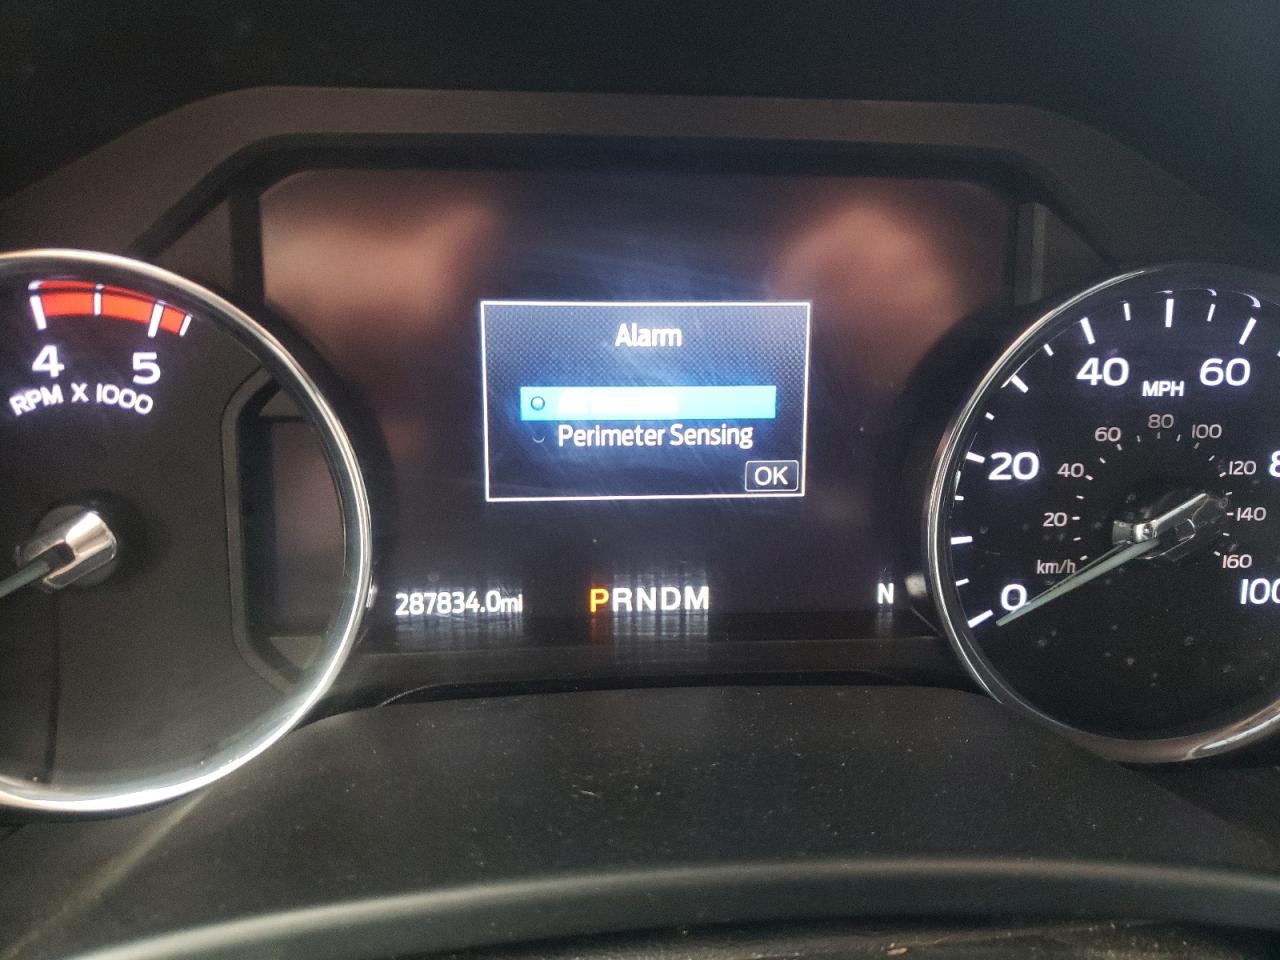 Alarm
Perimeter Sensing
OK
4 5
RPM X 1000
287834.0mi
PRNDM
N
0 20 40 60 8 100
MPH
20 40 60 80 100 120 140 160
km/h